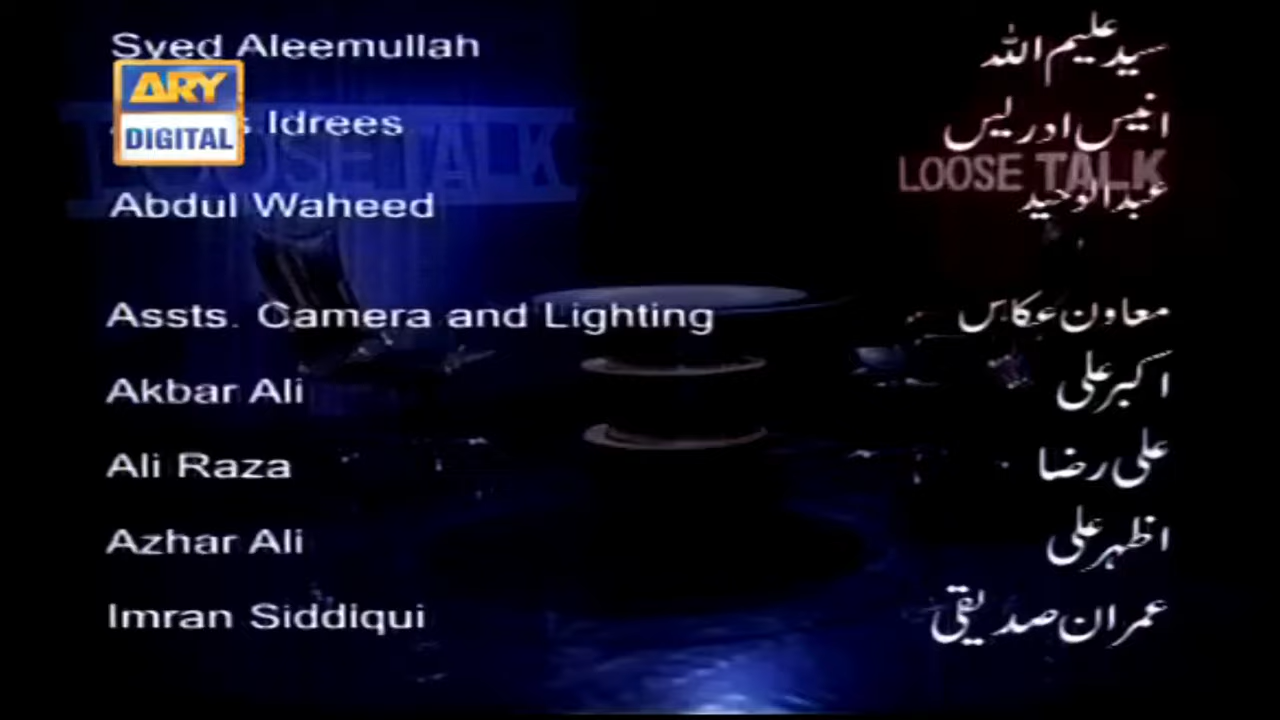 Syed Aleemullah سید علیم اللہ
ARY
DIGITAL
s Idrees انیس ادریس
LOOSE TALK LOOSE TALK
Abdul Waheed عبدالوحید
Assts. Camera and Lighting معاون عکاس
Akbar Ali اکبر علی
Ali Raza علی رضا
Azhar Ali اظہر علی
Imran Siddiqui عمران صدیقی